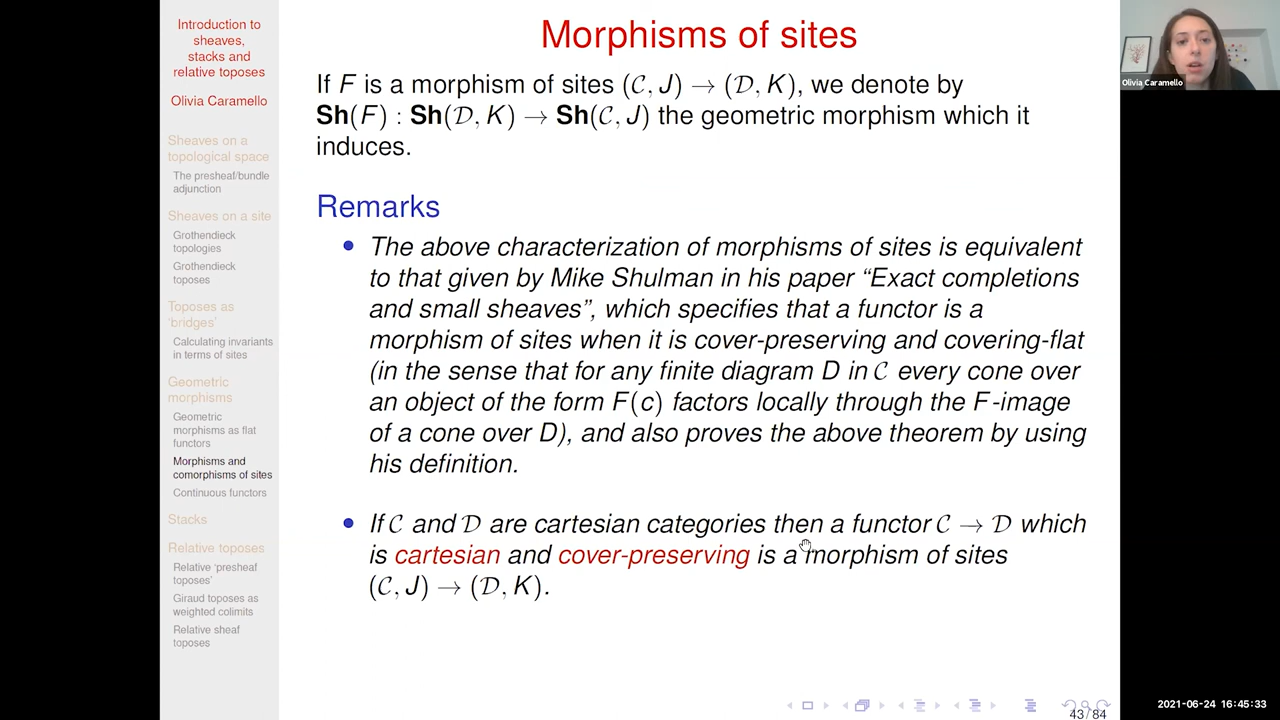 Introduction to
sheaves,
stacks and
relative toposes
Olivia Caramello
Sheaves on a
topological space
The presheaf/bundle
adjunction
Sheaves on a site
Grothendieck
topologies
Grothendieck
toposes
Toposes as
‘bridges’
Calculating invariants
in terms of sites
Geometric
morphisms
Geometric
morphisms as flat
functors
Morphisms and
comorphisms of sites
Continuous functors
Stacks
Relative toposes
Relative ‘presheaf
toposes’
Giraud toposes as
weighted colimits
Relative sheaf
toposes
Morphisms of sites
If F is a morphism of sites (𝒞, J) → (𝒟, K), we denote by
Sh(F) : Sh(𝒟, K) → Sh(𝒞, J) the geometric morphism which it
induces.
Remarks
• The above characterization of morphisms of sites is equivalent
to that given by Mike Shulman in his paper “Exact completions
and small sheaves”, which specifies that a functor is a
morphism of sites when it is cover-preserving and covering-flat
(in the sense that for any finite diagram D in 𝒞 every cone over
an object of the form F(c) factors locally through the F-image
of a cone over D), and also proves the above theorem by using
his definition.
• If 𝒞 and 𝒟 are cartesian categories then a functor 𝒞 → 𝒟 which
is cartesian and cover-preserving is a morphism of sites
(𝒞, J) → (𝒟, K).
43 / 84
Olivia Caramello
2021-06-24 16:45:33